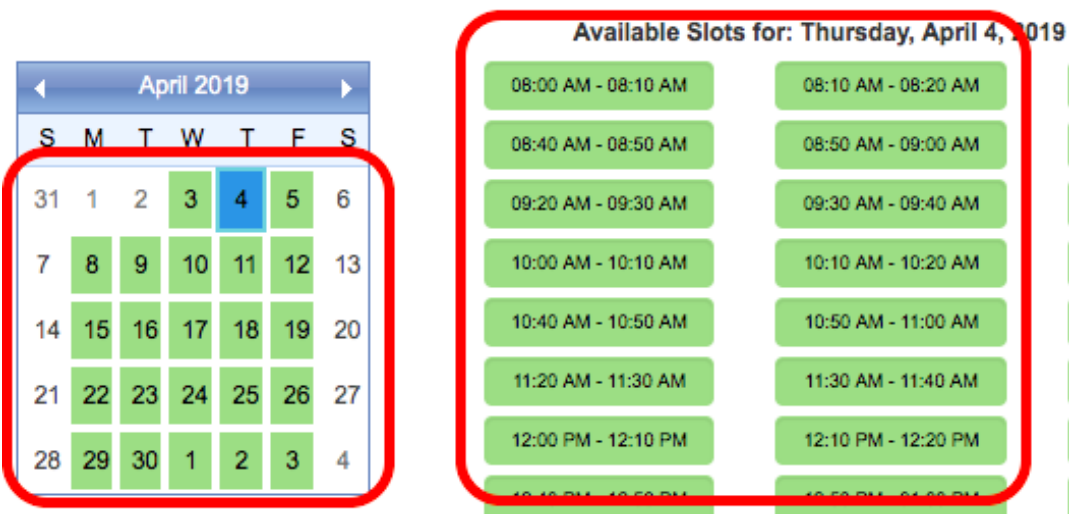 Available Slots for: Thursday, April 4, 2019
April 2019
S M T W T F S
31 1 2 3 4 5 6
7 8 9 10 11 12 13
14 15 16 17 18 19 20
21 22 23 24 25 26 27
28 29 30 1 2 3 4
08:00 AM - 08:10 AM 08:10 AM - 08:20 AM
08:40 AM - 08:50 AM 08:50 AM - 09:00 AM
09:20 AM - 09:30 AM 09:30 AM - 09:40 AM
10:00 AM - 10:10 AM 10:10 AM - 10:20 AM
10:40 AM - 10:50 AM 10:50 AM - 11:00 AM
11:20 AM - 11:30 AM 11:30 AM - 11:40 AM
12:00 PM - 12:10 PM 12:10 PM - 12:20 PM